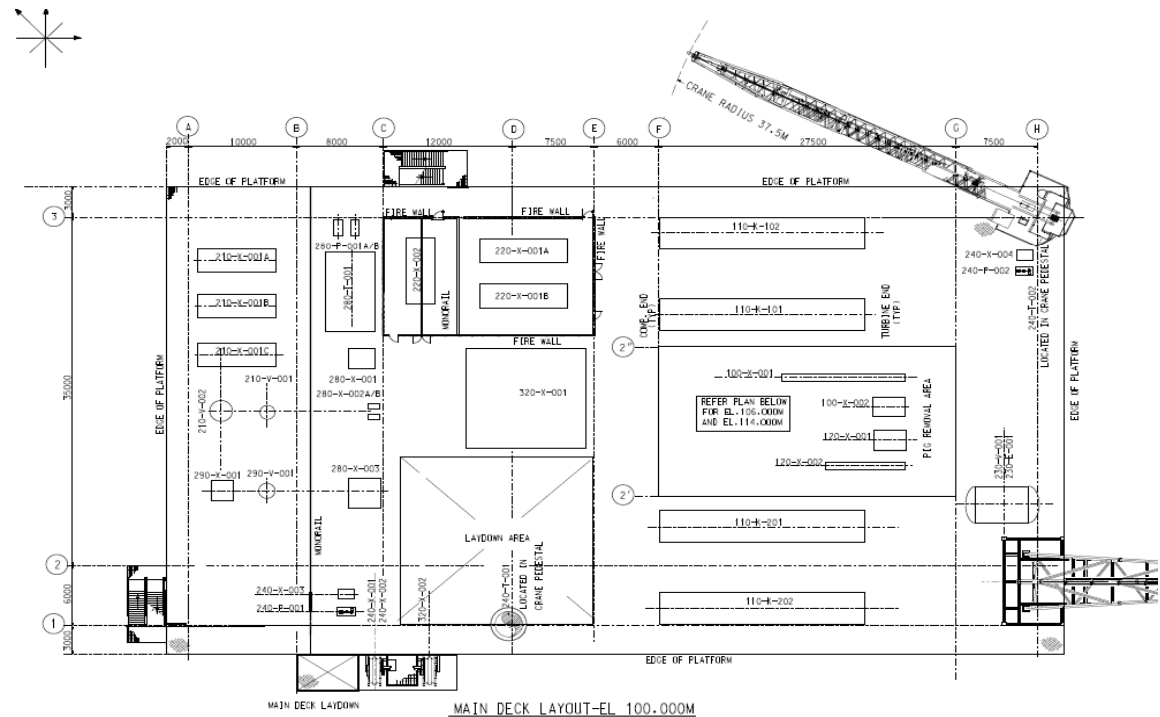 CRANE RADIUS 37.5M
A
B
C
D
E
F
G
H
2000
10000
8000
12000
7500
6000
27500
7500
EDGE OF PLATFORM
EDGE OF PLATFORM
3000
3
FIRE WALL
FIRE WALL
FIRE WALL
110-K-102
280-P-001A/B
210-X-001A
280-T-001
220-X-002
220-X-001A
240-X-004
240-P-002
240-T-002
LOCATED IN CRANE PEDESTAL
210-X-001B
MONORAIL
220-X-001B
COMP. END
(TYP)
110-K-101
TURBINE END
(TYP)
FIRE WALL
2"
210-X-001C
EDGE OF PLATFORM
35000
210-V-001
280-X-001
280-X-002A/B
210-V-002
320-X-001
100-X-001
REFER PLAN BELOW
FOR EL.106.000M
AND EL.114.000M
100-X-002
PIG REMOVAL AREA
120-X-001
120-X-002
EDGE OF PLATFORM
290-X-001
290-V-001
280-X-003
230-V-001
230-E-001
2'
MONORAIL
LAYDOWN AREA
110-K-201
2
6000
240-X-003
240-P-001
240-X-001
240-X-002
320-X-002
240-T-001
LOCATED IN
CRANE PEDESTAL
110-K-202
1
3000
EDGE OF PLATFORM
MAIN DECK LAYDOWN
MAIN DECK LAYOUT-EL 100.000M